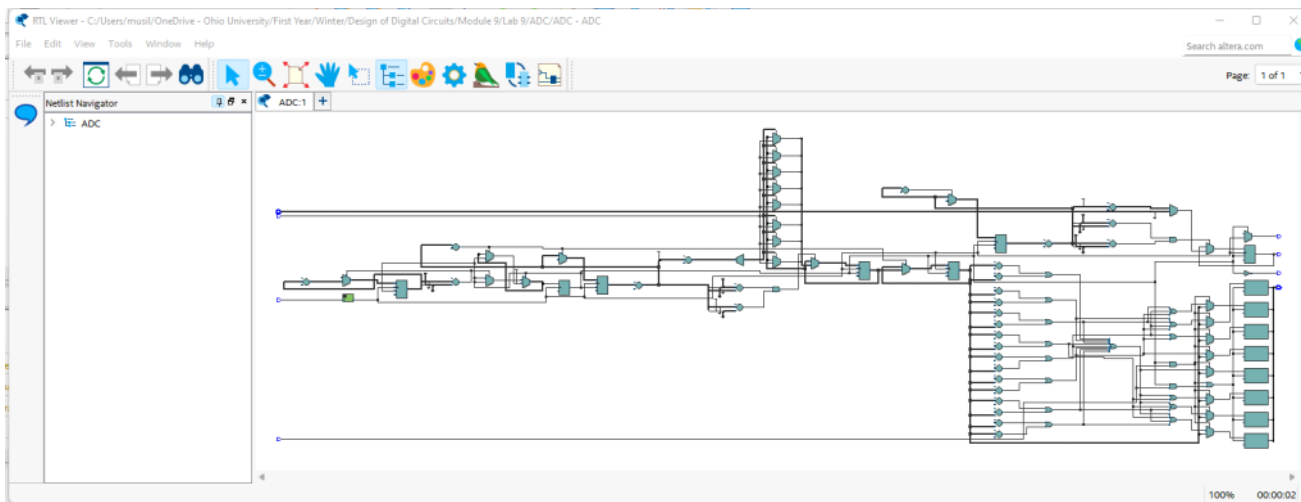 RTL Viewer - C:/Users/musil/OneDrive - Ohio University/First Year/Winter/Design of Digital Circuits/Module 9/Lab 9/ADC/ADC - ADC
File Edit View Tools Window Help
Search altera.com
Page: 1 of 1
Netlist Navigator
ADC:1
ADC
100% 00:00:02